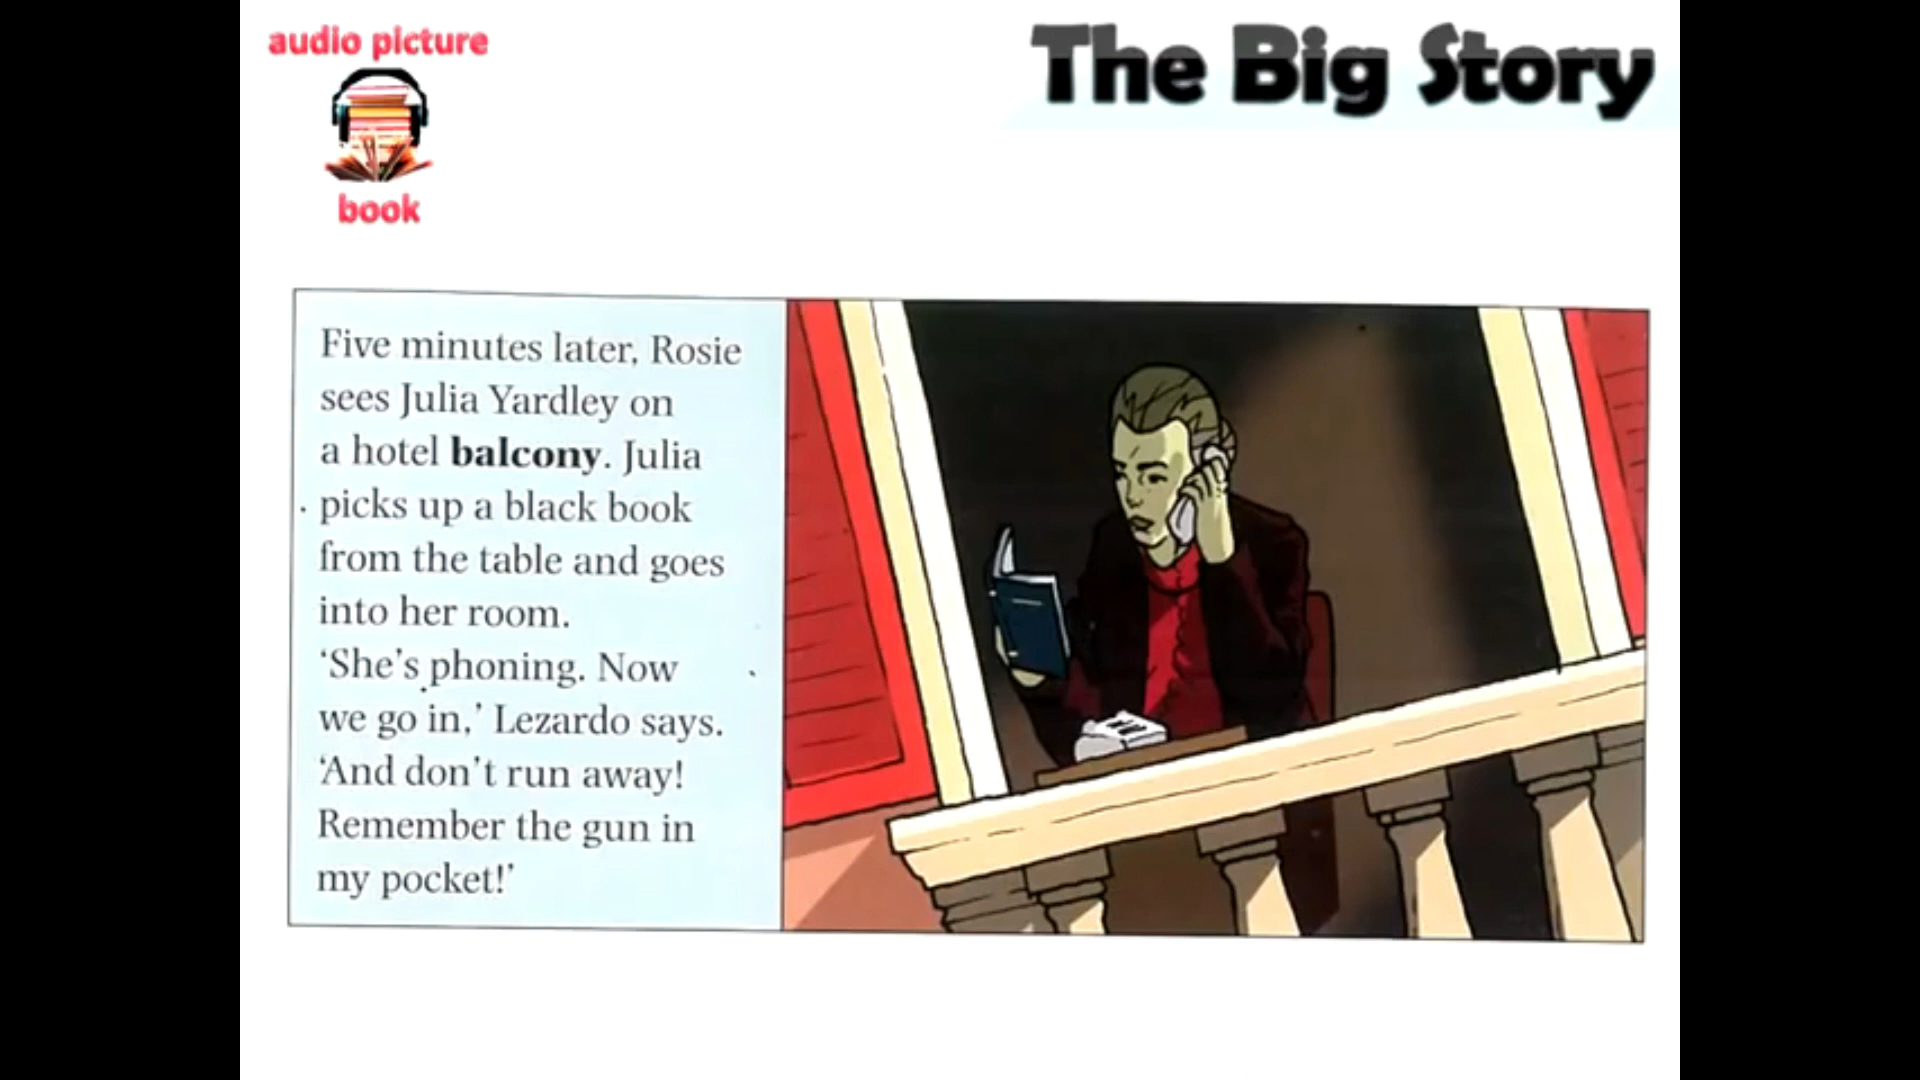 audio picture
book
The Big Story
Five minutes later, Rosie
sees Julia Yardley on
a hotel balcony. Julia
picks up a black book
from the table and goes
into her room.
‘She’s phoning. Now
we go in,’ Lezardo says.
‘And don’t run away!
Remember the gun in
my pocket!’